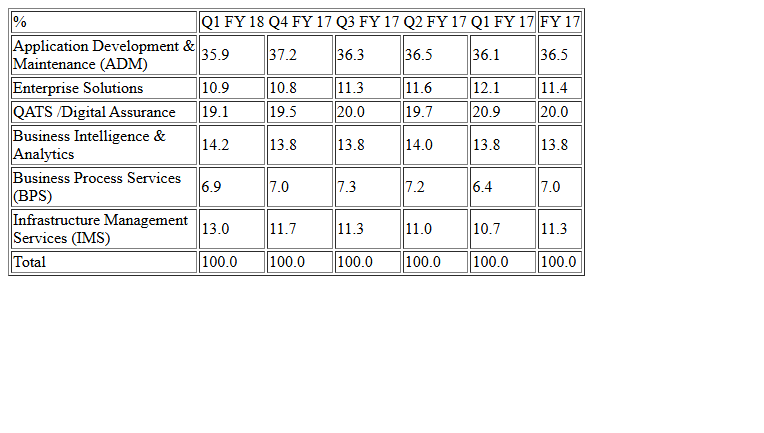 % Q1 FY 18 Q4 FY 17 Q3 FY 17 Q2 FY 17 Q1 FY 17 FY 17
Application Development &
Maintenance (ADM) 35.9 37.2 36.3 36.5 36.1 36.5
Enterprise Solutions 10.9 10.8 11.3 11.6 12.1 11.4
QATS /Digital Assurance 19.1 19.5 20.0 19.7 20.9 20.0
Business Intelligence &
Analytics 14.2 13.8 13.8 14.0 13.8 13.8
Business Process Services
(BPS) 6.9 7.0 7.3 7.2 6.4 7.0
Infrastructure Management
Services (IMS) 13.0 11.7 11.3 11.0 10.7 11.3
Total 100.0 100.0 100.0 100.0 100.0 100.0